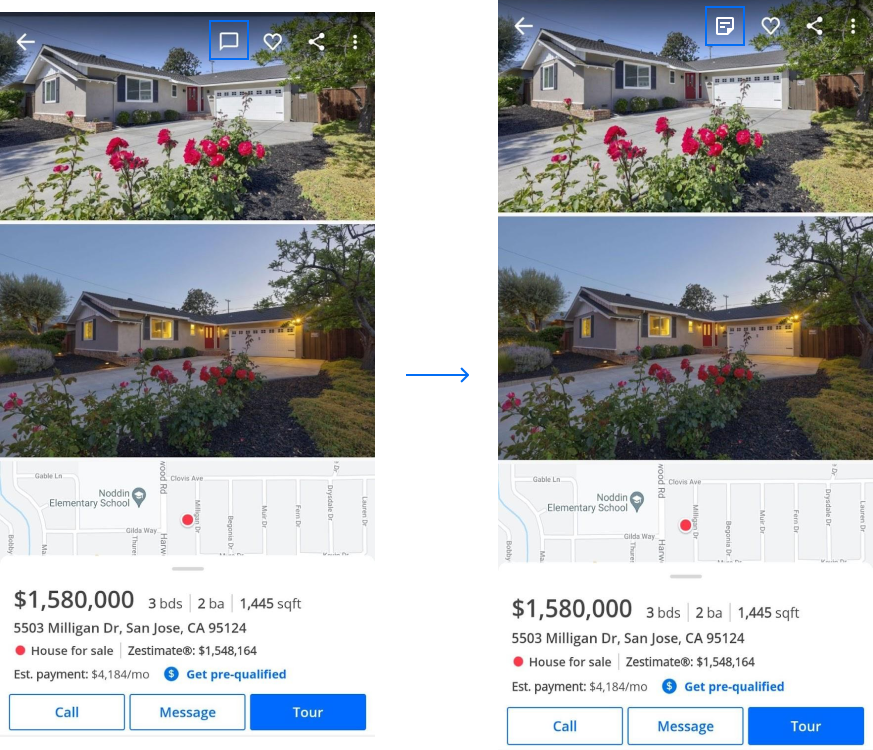 Gable Ln
Clovis Ave
wood Rd
Noddin
Elementary School
Milligan Dr
Begonia Dr
Muir Dr
Fern Dr
Drysdale Dr
Lauren Dr
Gilda Way
Bobby
Harw
$1,580,000 3 bds 2 ba 1,445 sqft
5503 Milligan Dr, San Jose, CA 95124
House for sale Zestimate®: $1,548,164
Est. payment: $4,184/mo $ Get pre-qualified
Call Message Tour
Gable Ln
Clovis Ave
wood Rd
Noddin
Elementary School
Milligan Dr
Begonia Dr
Muir Dr
Fern Dr
Drysdale Dr
Lauren Dr
Gilda Way
Bobby
Harw
$1,580,000 3 bds 2 ba 1,445 sqft
5503 Milligan Dr, San Jose, CA 95124
House for sale Zestimate®: $1,548,164
Est. payment: $4,184/mo $ Get pre-qualified
Call Message Tour